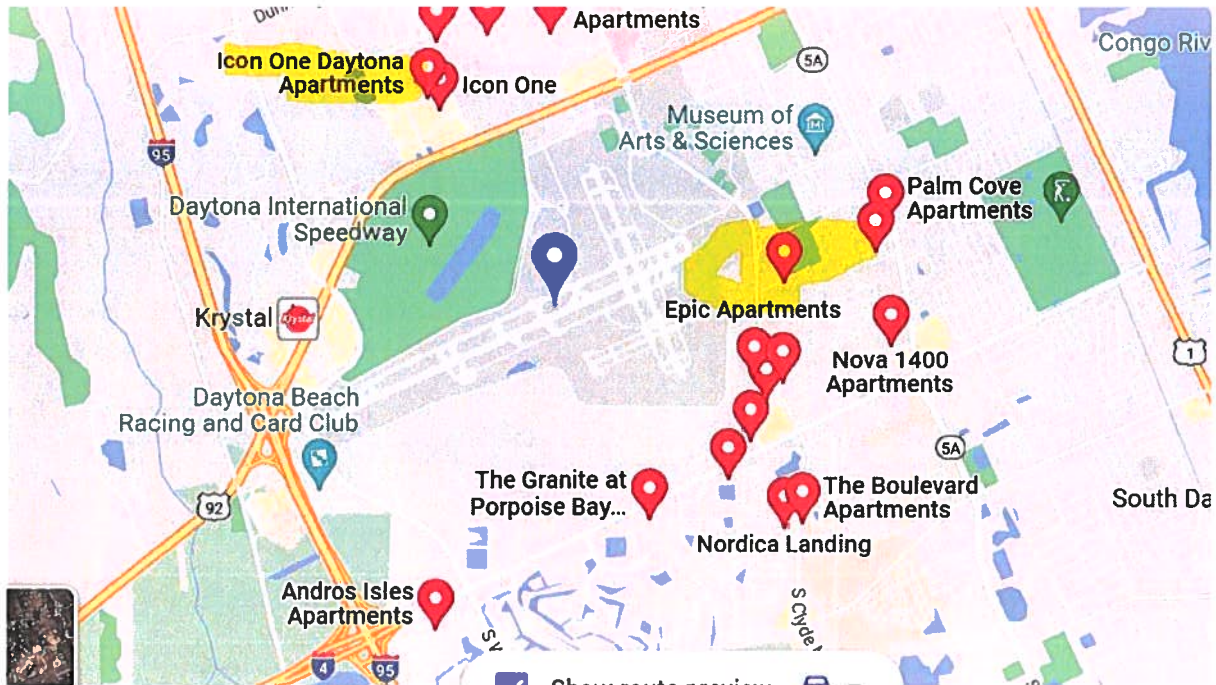 Apartments
Icon One Daytona
Apartments
Icon One
5A
Congo Riv
Museum of
Arts & Sciences
95
Palm Cove
Apartments
Daytona International
Speedway
Epic Apartments
Krystal
Nova 1400
Apartments
1
Daytona Beach
Racing and Card Club
5A
The Granite at
Porpoise Bay...
The Boulevard
Apartments
South Da
92
Nordica Landing
Andros Isles
Apartments
S Clyde
4
95